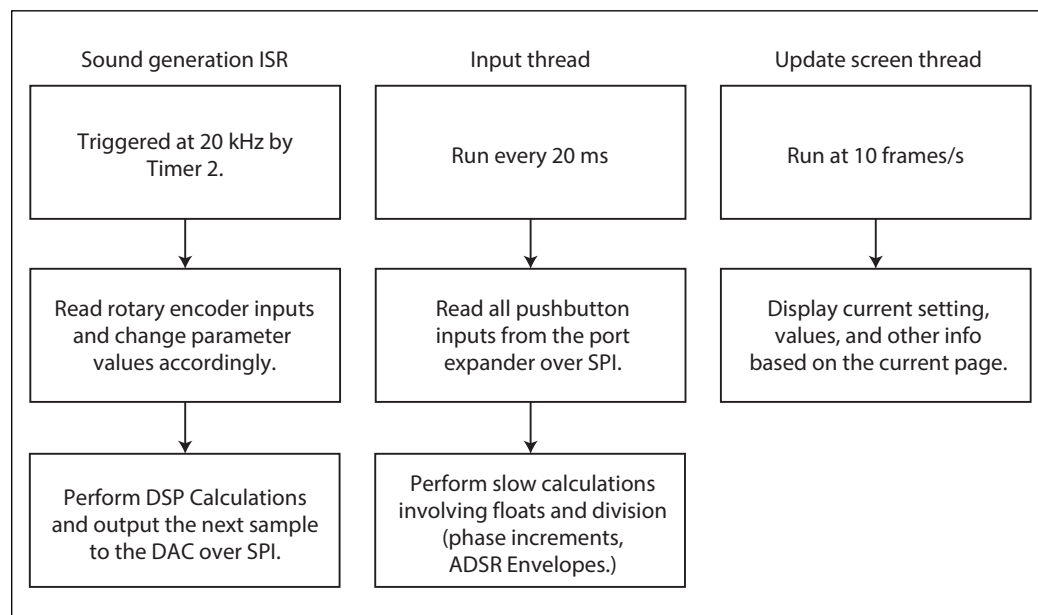 Sound generation ISR
Triggered at 20 kHz by
Timer 2.
Read rotary encoder inputs
and change parameter
values accordingly.
Perform DSP Calculations
and output the next sample
to the DAC over SPI.
Input thread
Run every 20 ms
Read all pushbutton
inputs from the port
expander over SPI.
Perform slow calculations
involving floats and division
(phase increments,
ADSR Envelopes.)
Update screen thread
Run at 10 frames/s
Display current setting,
values, and other info
based on the current page.